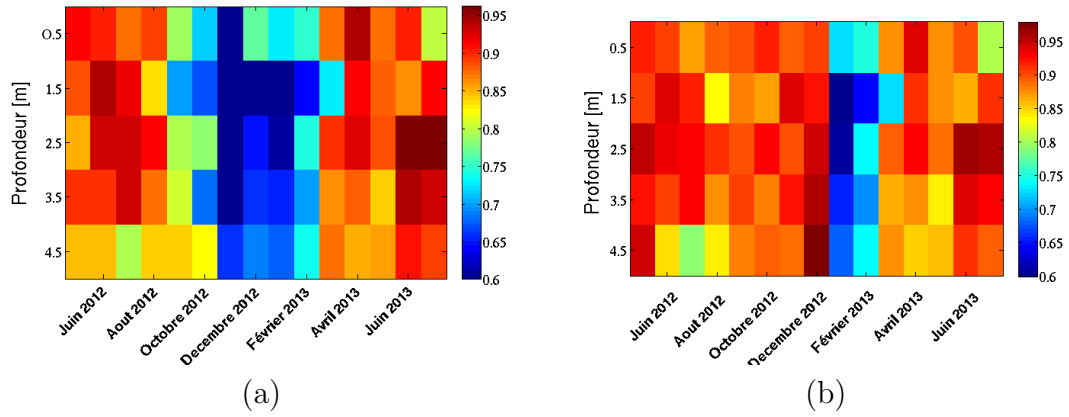 0.5
1.5
2.5
3.5
4.5
Profondeur [m]
Juin 2012
Aout 2012
Octobre 2012
Decembre 2012
Février 2013
Avril 2013
Juin 2013
0.95
0.9
0.85
0.8
0.75
0.7
0.65
0.6
(a)
0.5
1.5
2.5
3.5
4.5
Profondeur [m]
Juin 2012
Aout 2012
Octobre 2012
Decembre 2012
Février 2013
Avril 2013
Juin 2013
0.95
0.9
0.85
0.8
0.75
0.7
0.65
0.6
(b)